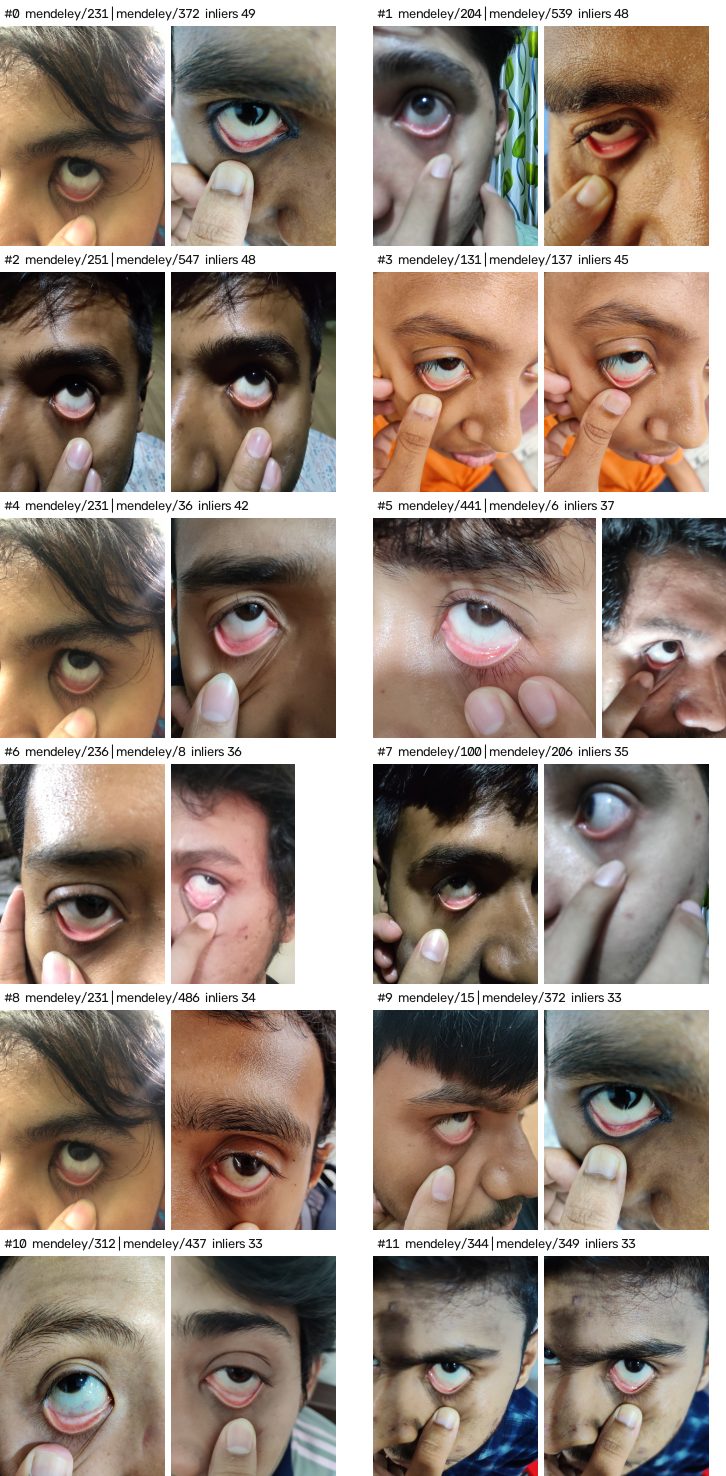 #0 mendeley/231 | mendeley/372 inliers 49
#1 mendeley/204 | mendeley/539 inliers 48
#2 mendeley/251 | mendeley/547 inliers 48
#3 mendeley/131 | mendeley/137 inliers 45
#4 mendeley/231 | mendeley/36 inliers 42
#5 mendeley/441 | mendeley/6 inliers 37
#6 mendeley/236 | mendeley/8 inliers 36
#7 mendeley/100 | mendeley/206 inliers 35
#8 mendeley/231 | mendeley/486 inliers 34
#9 mendeley/15 | mendeley/372 inliers 33
#10 mendeley/312 | mendeley/437 inliers 33
#11 mendeley/344 | mendeley/349 inliers 33